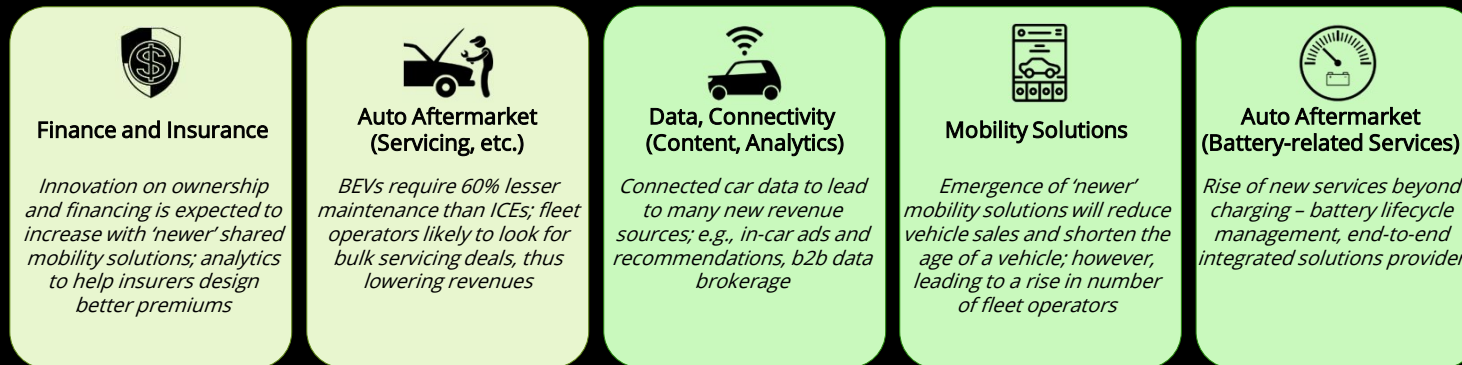 Finance and Insurance
Innovation on ownership
and financing is expected to
increase with ‘newer’ shared
mobility solutions; analytics
to help insurers design
better premiums
Auto Aftermarket
(Servicing, etc.)
BEVs require 60% lesser
maintenance than ICEs; fleet
operators likely to look for
bulk servicing deals, thus
lowering revenues
Data, Connectivity
(Content, Analytics)
Connected car data to lead
to many new revenue
sources; e.g., in-car ads and
recommendations, b2b data
brokerage
Mobility Solutions
Emergence of ‘newer’
mobility solutions will reduce
vehicle sales and shorten the
age of a vehicle; however,
leading to a rise in number
of fleet operators
Auto Aftermarket
(Battery-related Services)
Rise of new services beyond
charging – battery lifecycle
management, end-to-end
integrated solutions provider